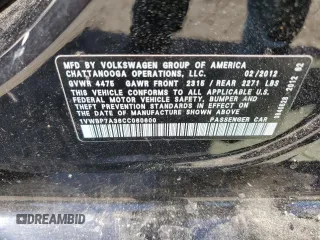 MFD BY VOLKSWAGEN GROUP OF AMERICA
CHATTANOOGA OPERATIONS, LLC. 02/2012
GVWR 4475 GAWR FRONT 2315 / REAR 2271 LBS
THIS VEHICLE CONFORMS TO ALL APPLICABLE U.S.
FEDERAL MOTOR VEHICLE SAFETY, BUMPER AND
THEFT PREVENTION STANDARDS IN EFFECT ON
THE DATE OF MANUFACTURE SHOWN ABOVE.
PASSENGER CAR
2012 02
DREAMBID